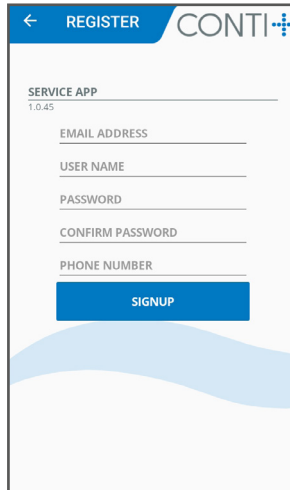 REGISTER
CONTI+
SERVICE APP
1.0.45
EMAIL ADDRESS
USER NAME
PASSWORD
CONFIRM PASSWORD
PHONE NUMBER
SIGNUP